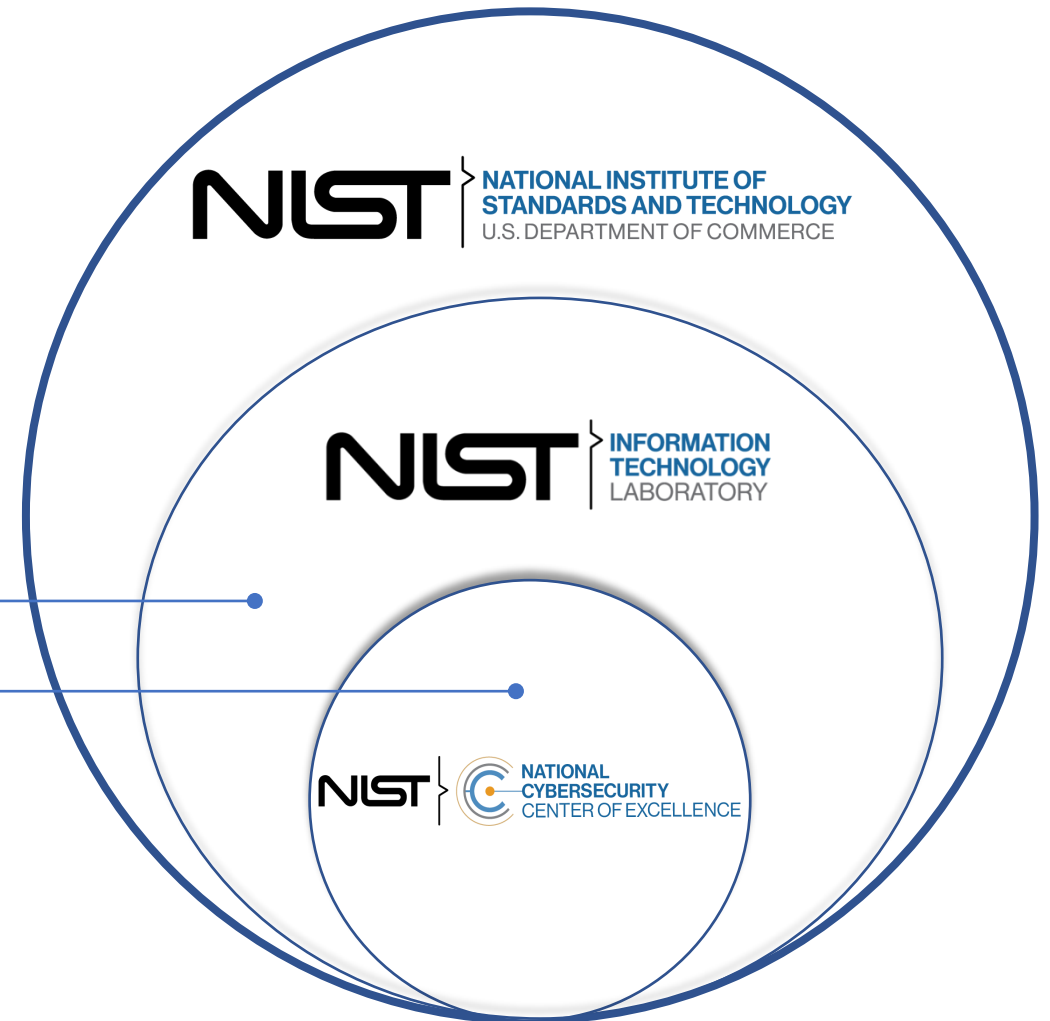 NIST
NATIONAL INSTITUTE OF
STANDARDS AND TECHNOLOGY
U.S. DEPARTMENT OF COMMERCE
NIST
INFORMATION
TECHNOLOGY
LABORATORY
NIST
NATIONAL
CYBERSECURITY
CENTER OF EXCELLENCE